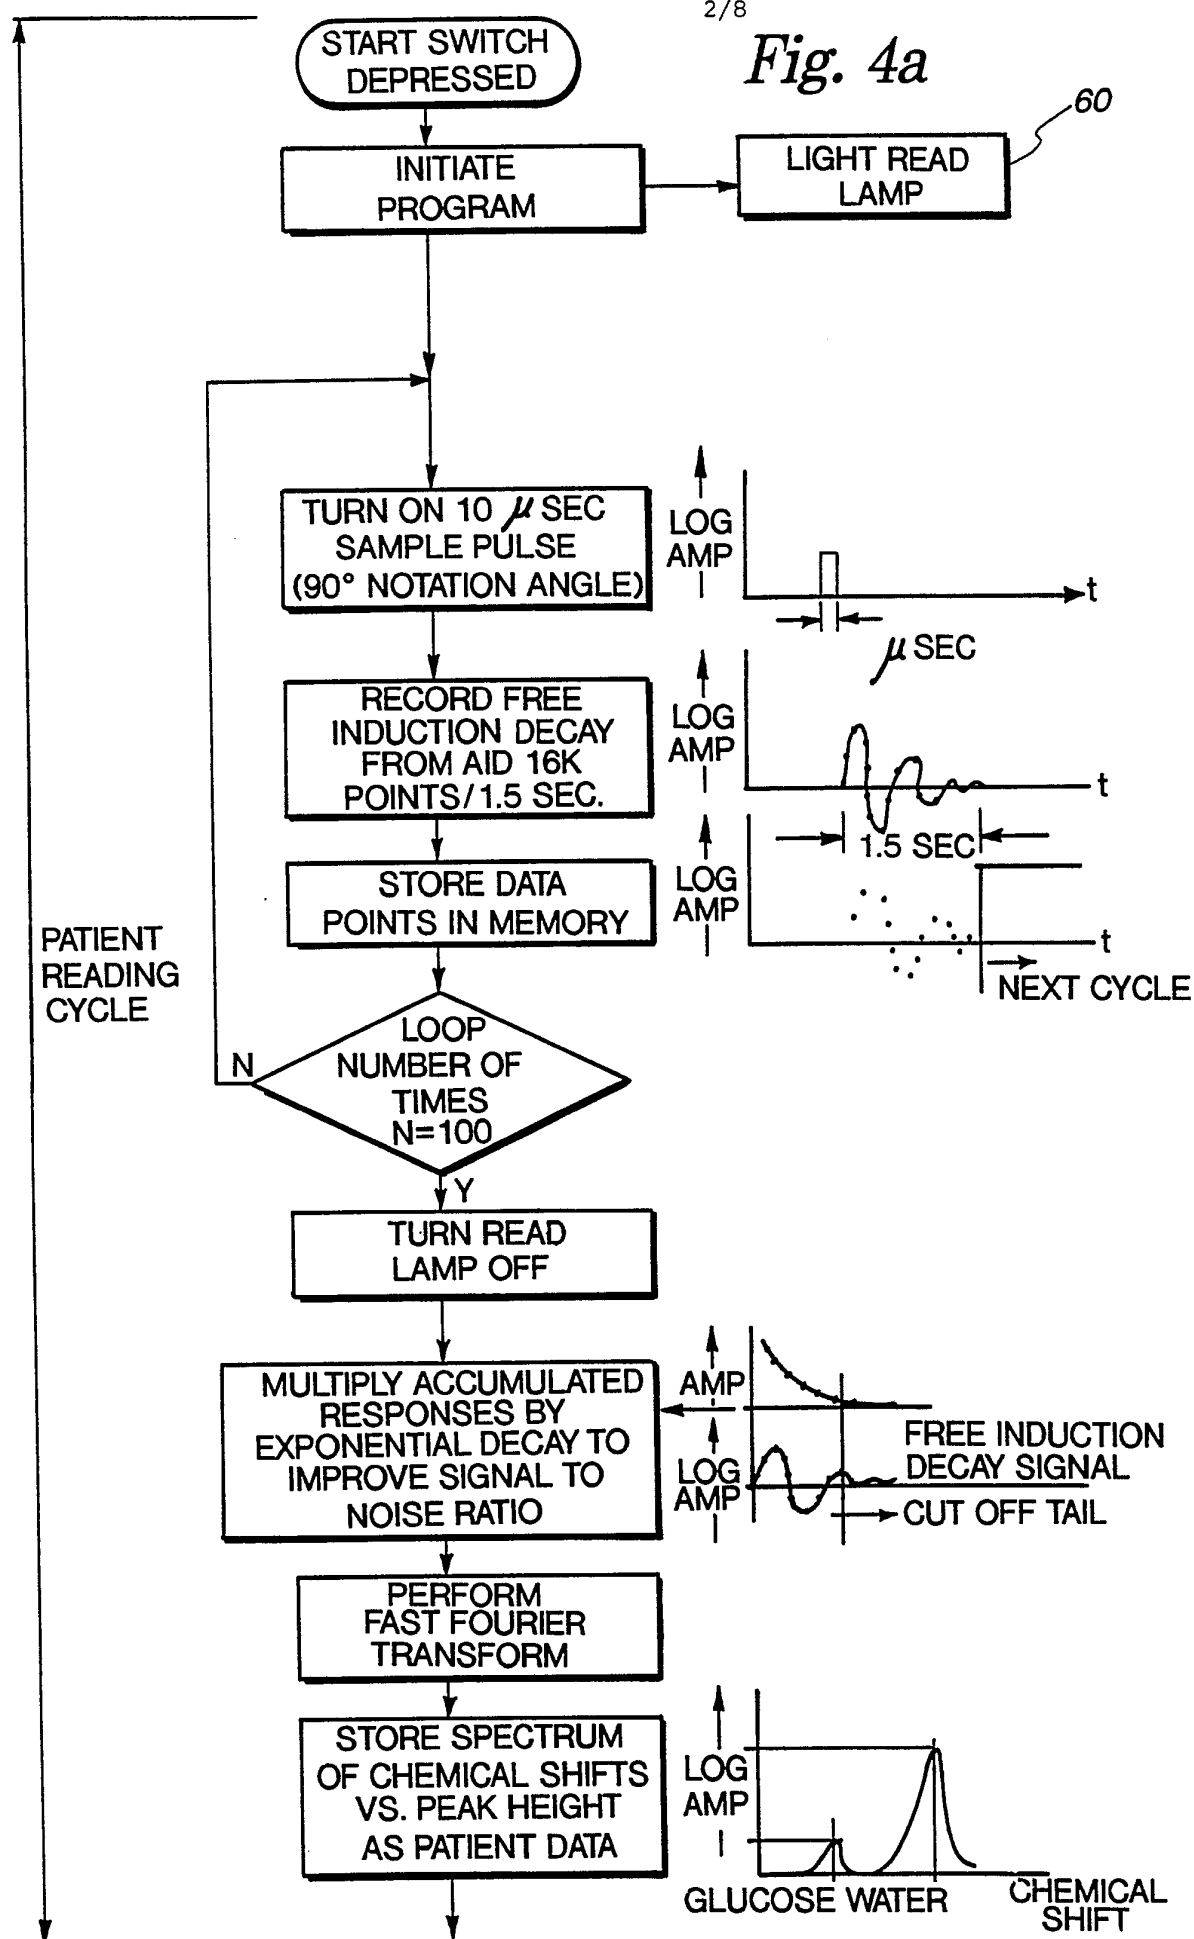 2/8
Fig. 4a
START SWITCH
DEPRESSED
60
INITIATE
PROGRAM
LIGHT READ
LAMP
TURN ON 10 μ SEC
SAMPLE PULSE
(90° NOTATION ANGLE)
LOG
AMP
t
μ SEC
RECORD FREE
INDUCTION DECAY
FROM AID 16K
POINTS/1.5 SEC.
LOG
AMP
t
1.5 SEC
STORE DATA
POINTS IN MEMORY
LOG
AMP
t
NEXT CYCLE
PATIENT
READING
CYCLE
LOOP
NUMBER OF
TIMES
N=100
N
Y
TURN READ
LAMP OFF
MULTIPLY ACCUMULATED
RESPONSES BY
EXPONENTIAL DECAY TO
IMPROVE SIGNAL TO
NOISE RATIO
AMP
LOG
AMP
FREE INDUCTION
DECAY SIGNAL
CUT OFF TAIL
PERFORM
FAST FOURIER
TRANSFORM
STORE SPECTRUM
OF CHEMICAL SHIFTS
VS. PEAK HEIGHT
AS PATIENT DATA
LOG
AMP
GLUCOSE WATER
CHEMICAL
SHIFT